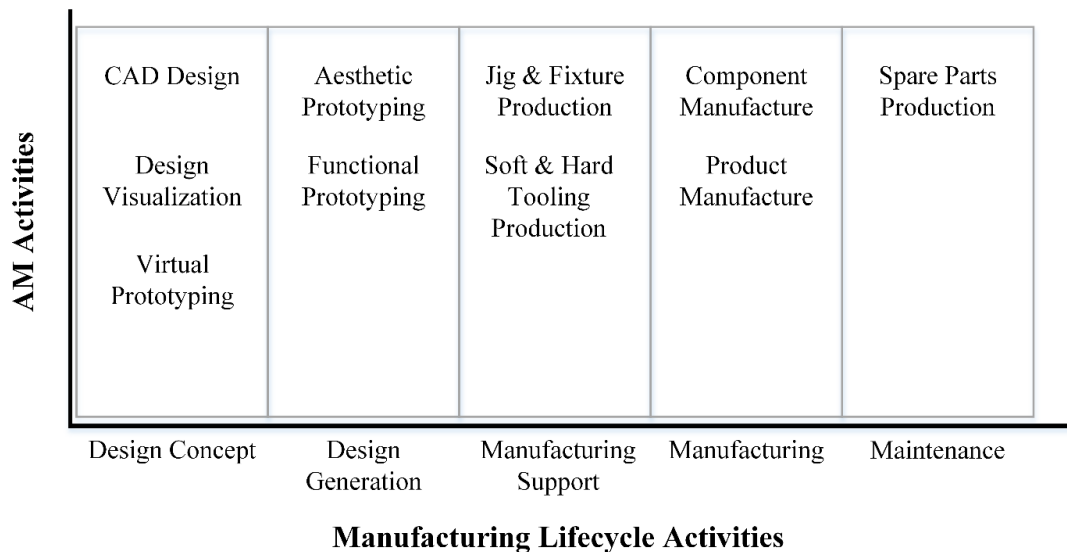 AM Activities
CAD Design
Design
Visualization
Virtual
Prototyping
Aesthetic
Prototyping
Functional
Prototyping
Jig & Fixture
Production
Soft & Hard
Tooling
Production
Component
Manufacture
Product
Manufacture
Spare Parts
Production
Design Concept
Design
Generation
Manufacturing
Support
Manufacturing
Maintenance
Manufacturing Lifecycle Activities